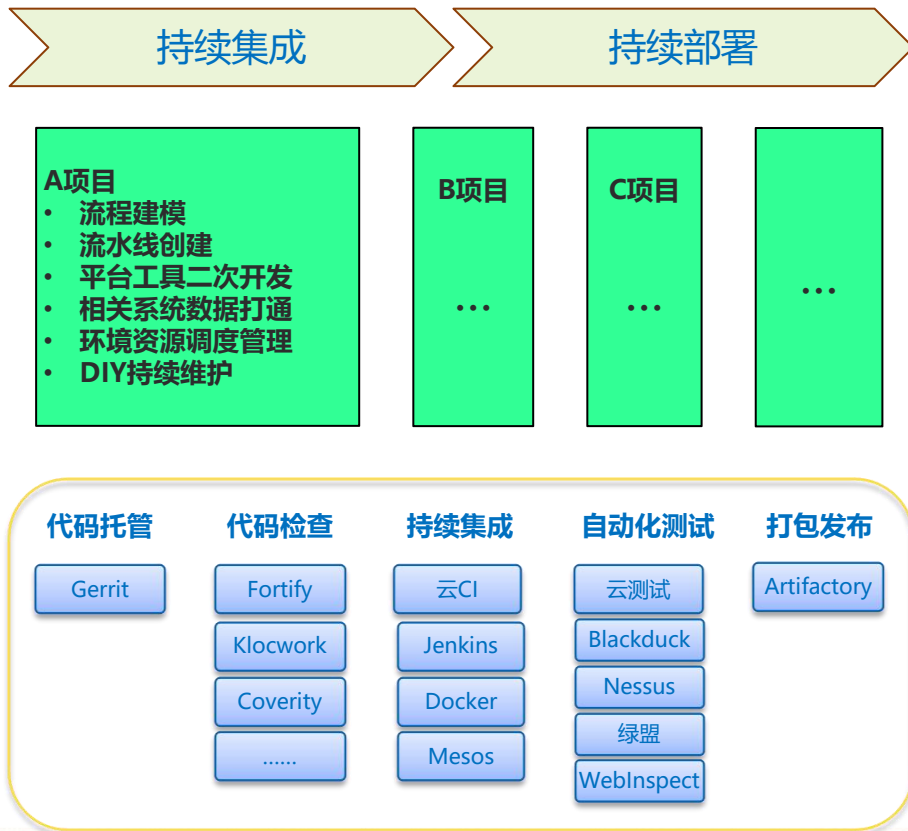 持续集成
持续部署
A项目
• 流程建模
• 流水线创建
• 平台工具二次开发
• 相关系统数据打通
• 环境资源调度管理
• DIY持续维护
B项目
...
C项目
...
...
代码托管
Gerrit
代码检查
Fortify
Klocwork
Coverity
......
持续集成
云CI
Jenkins
Docker
Mesos
自动化测试
云测试
Blackduck
Nessus
绿盟
WebInspect
打包发布
Artifactory